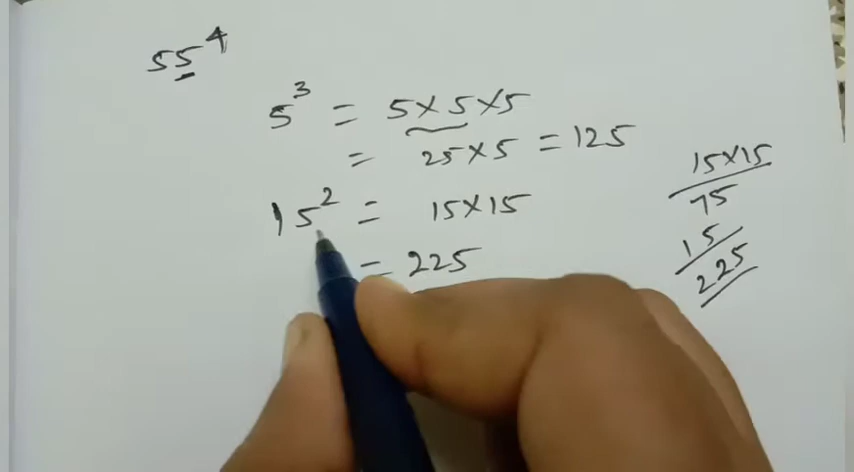 55⁴
5³ = 5×5×5
= 25×5 = 125
15² = 15×15
= 225
15×15
75
15
225